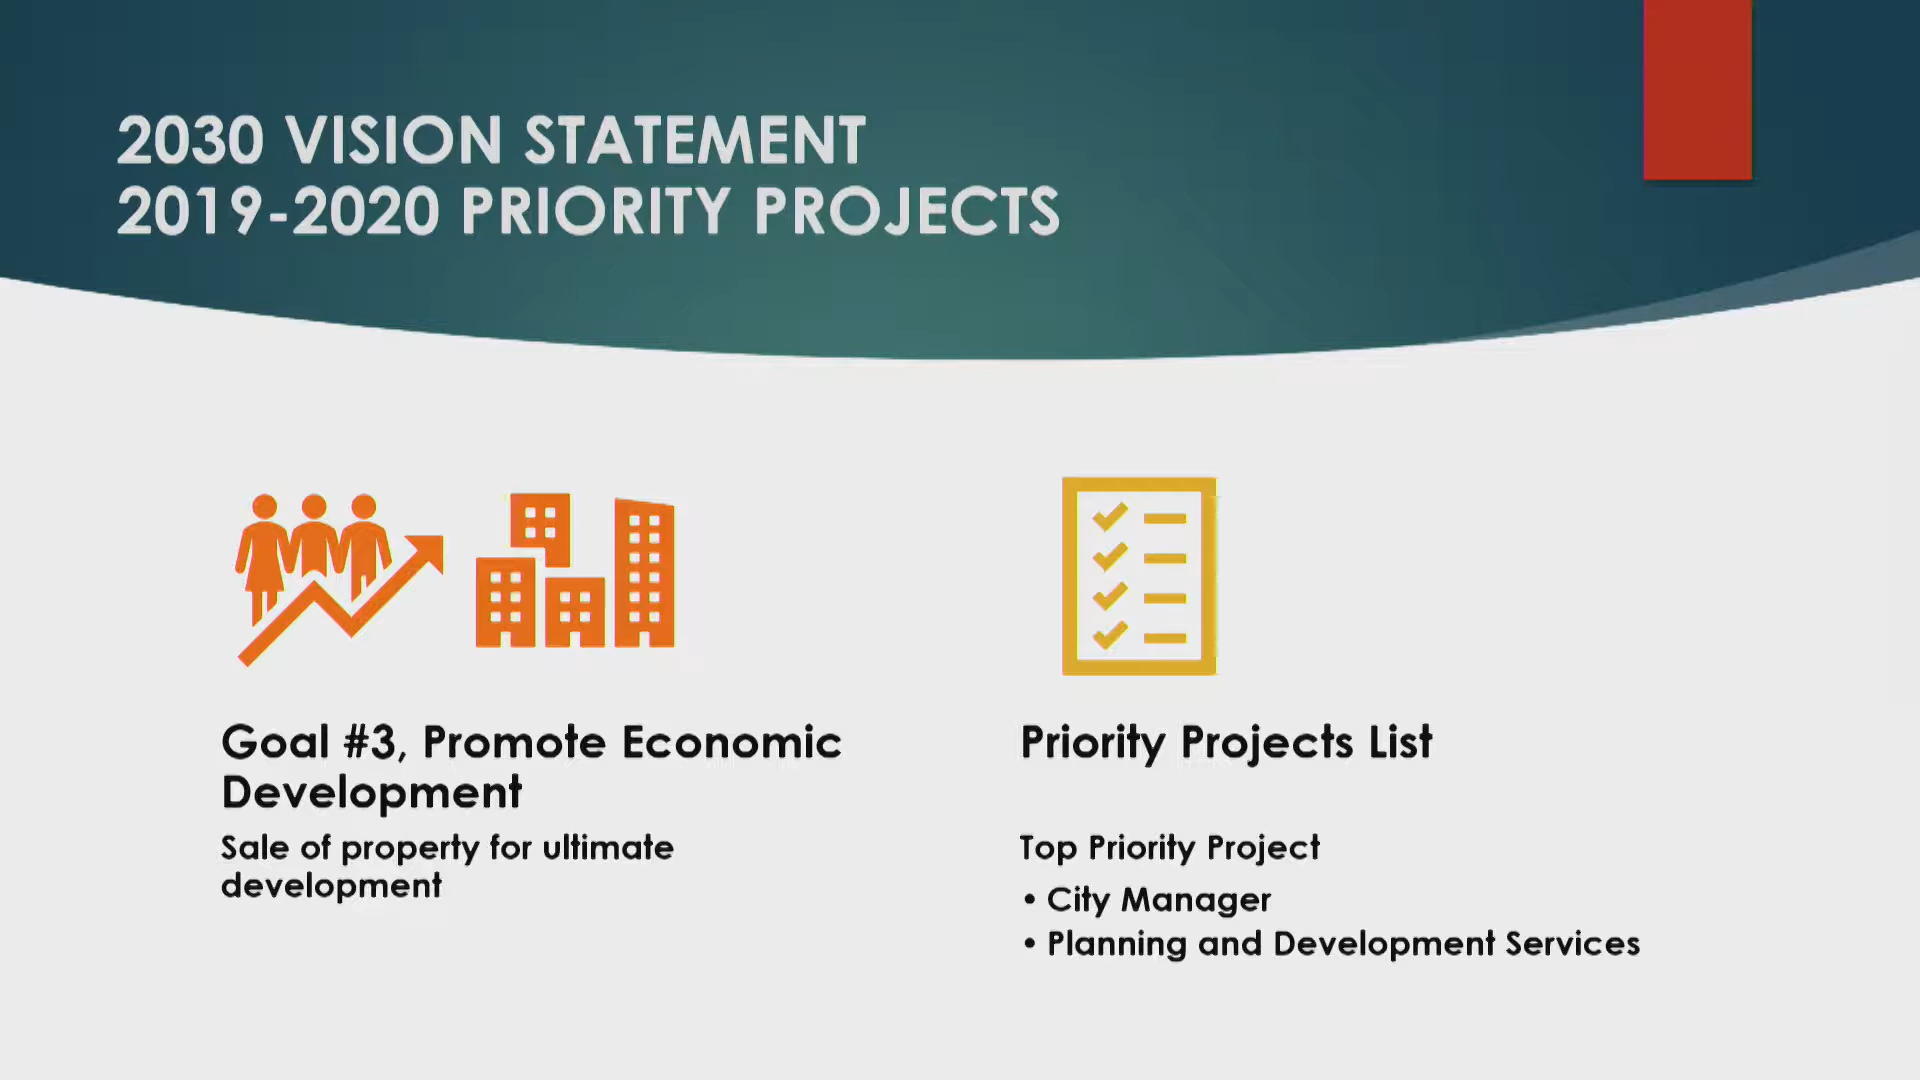 2030 VISION STATEMENT
2019-2020 PRIORITY PROJECTS
Goal #3, Promote Economic
Development
Sale of property for ultimate
development
Priority Projects List
Top Priority Project
• City Manager
• Planning and Development Services